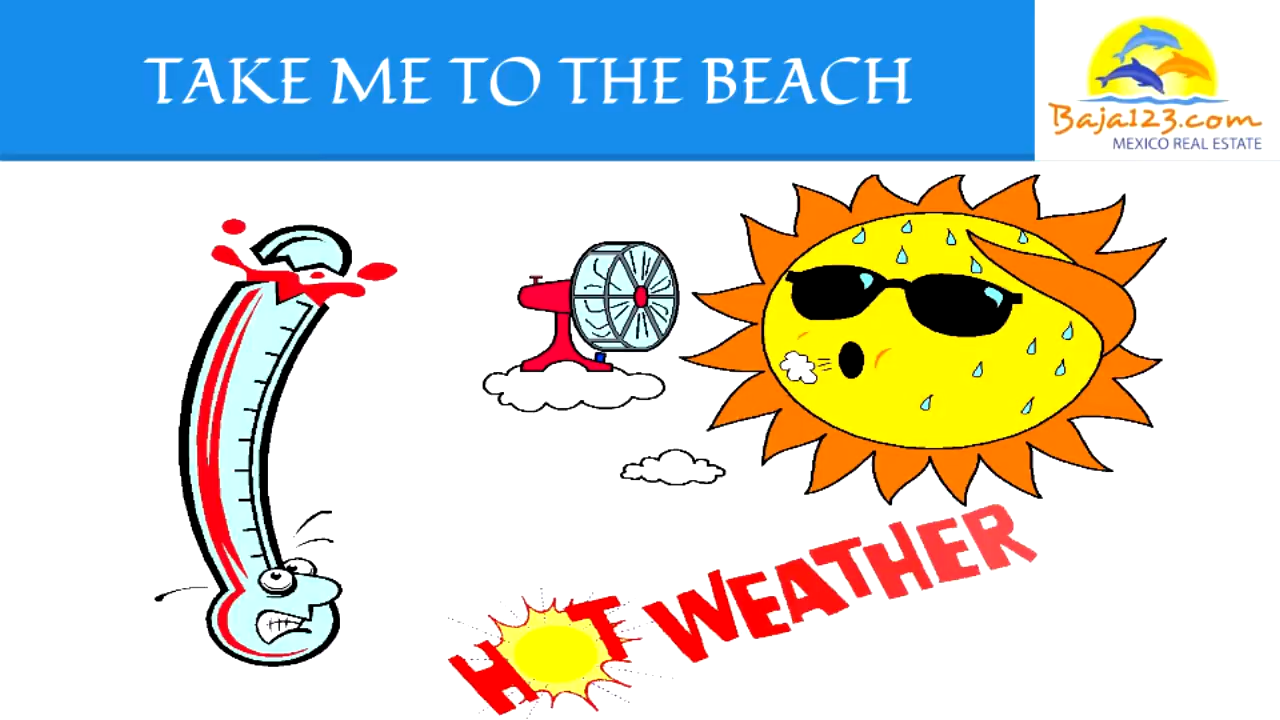 TAKE ME TO THE BEACH
Baja123.com
MEXICO REAL ESTATE
HOT WEATHER